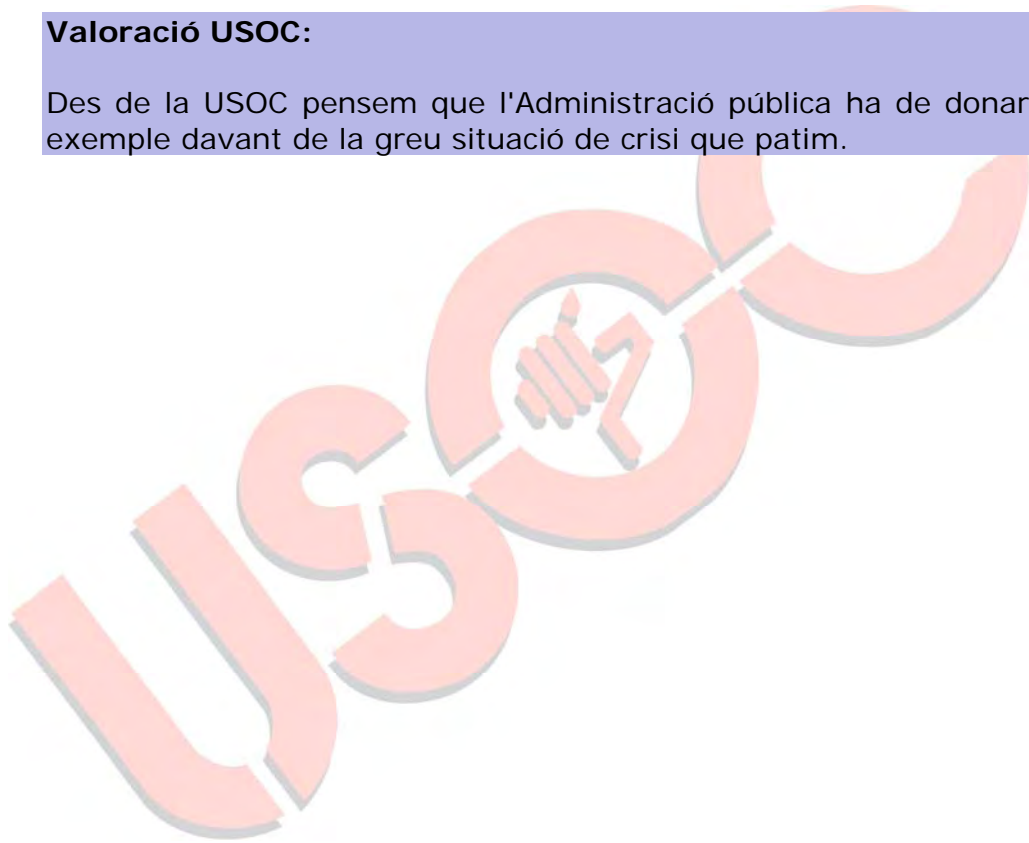 Valoració USOC:
Des de la USOC pensem que l'Administració pública ha de donar
exemple davant de la greu situació de crisi que patim.
USOC